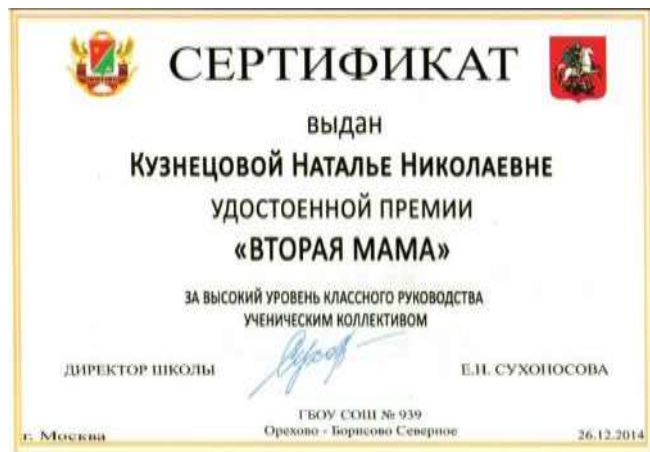 СЕРТИФИКАТ
выдан
Кузнецовой Наталье Николаевне
удостоенной премии
«ВТОРАЯ МАМА»
за высокий уровень классного руководства
ученическим коллективом
ДИРЕКТОР ШКОЛЫ Е.Н. СУХОНОСОВА
ГБОУ СОШ № 939
г. Москва Орехово - Борисово Северное 26.12.2014